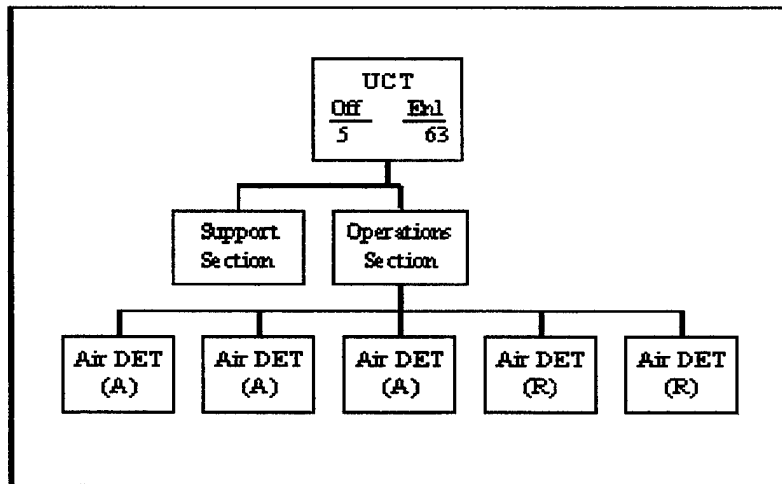 UCT
Off Enl
5 63
Support Section
Operations Section
Air DET (A)
Air DET (A)
Air DET (A)
Air DET (R)
Air DET (R)